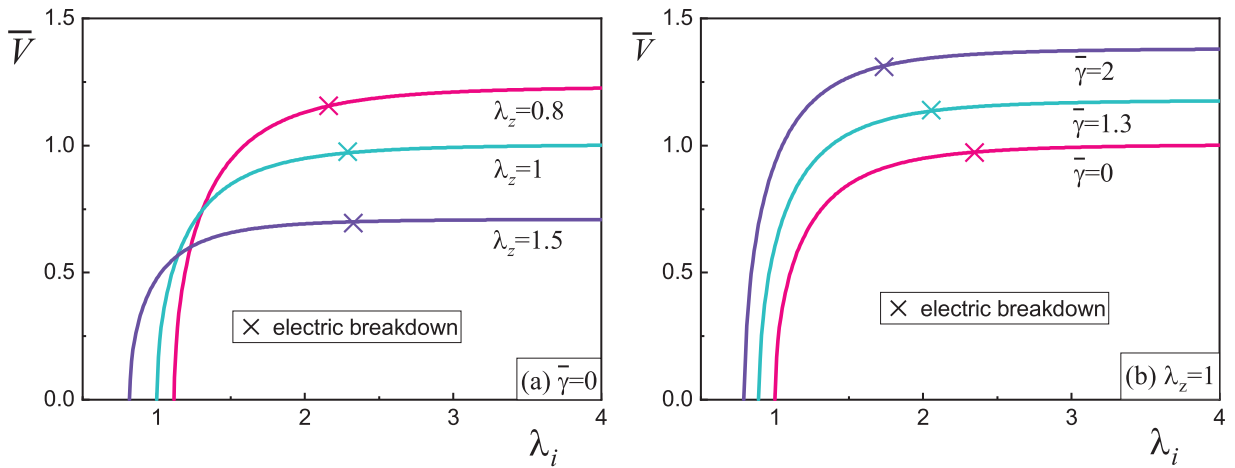 1.5
V̅
1.0
0.5
0.0
λz=0.8
λz=1
λz=1.5
× electric breakdown
(a) γ̅=0
1 2 3 4
λi
1.5
V̅
1.0
0.5
0.0
γ̅=2
γ̅=1.3
γ̅=0
× electric breakdown
(b) λz=1
1 2 3 4
λi